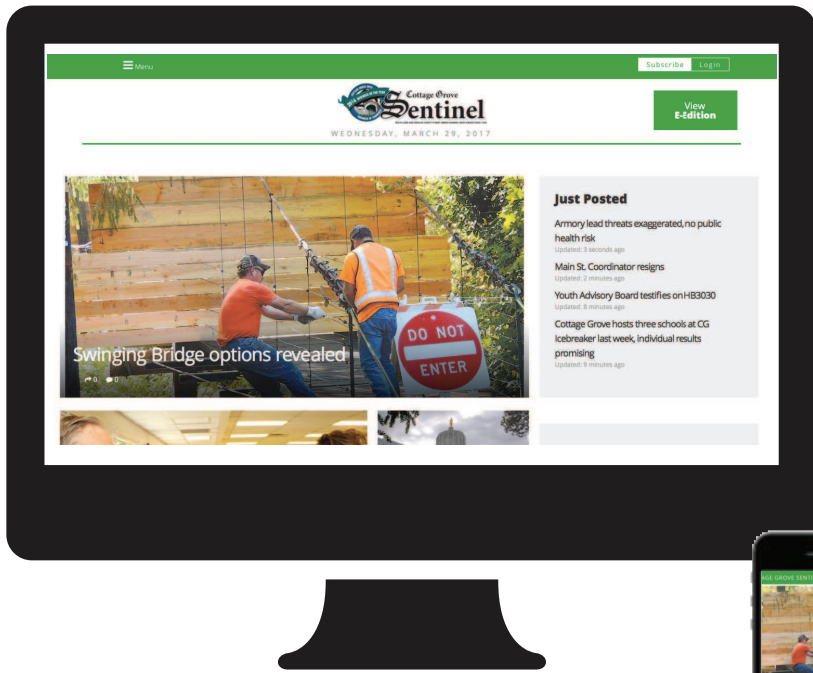 Menu
Subscribe Login
Cottage Grove
Sentinel
WEDNESDAY, MARCH 29, 2017
View
E-Edition
DO NOT
ENTER
Swinging Bridge options revealed
0 0
Just Posted
Armory lead threats exaggerated, no public
health risk
Updated: 3 seconds ago
Main St. Coordinator resigns
Updated: 2 minutes ago
Youth Advisory Board testifies on HB3030
Updated: 8 minutes ago
Cottage Grove hosts three schools at CG
Icebreaker last week, individual results
promising
Updated: 9 minutes ago
AGE GROVE SENTI